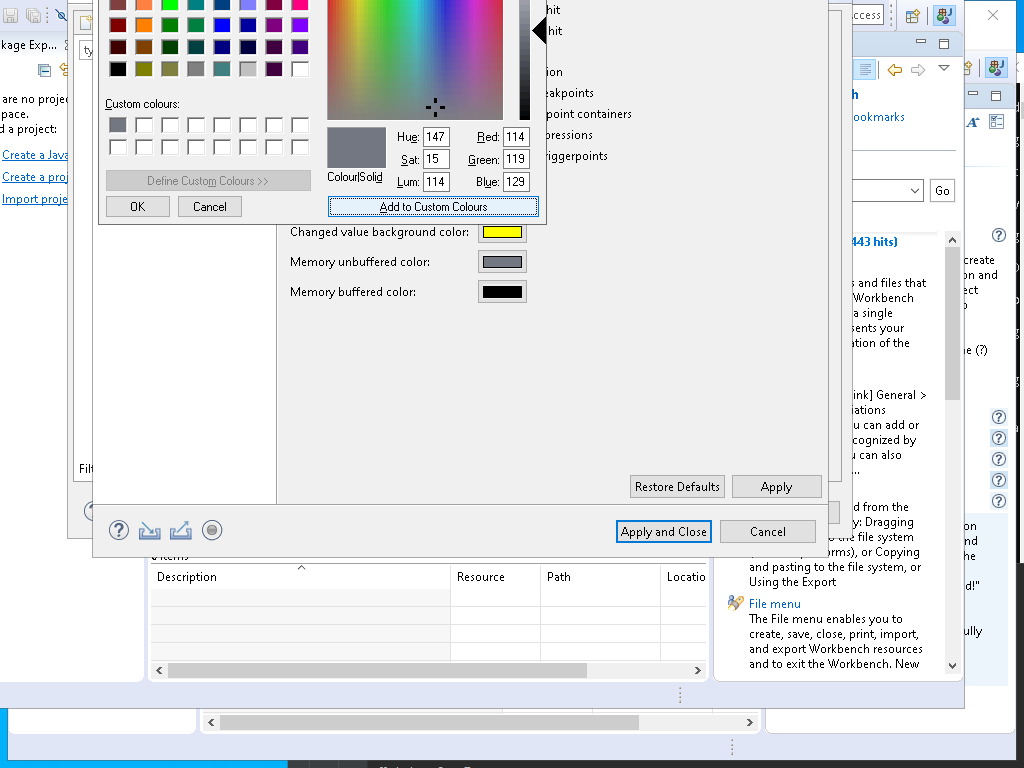 hit
ccess
kage Exp...
hit
ty
ion
h
are no projec
eakpoints
pace.
Custom colours:
point containers
ookmarks
d a project:
pressions
Hue: 147
Red: 114
Create a Java
Sat: 15
Green: 119
riggerpoints
Create a proj
Define Custom Colours >>
Colour|Solid
Lum: 114
Blue: 129
Import proje
Go
OK
Cancel
Add to Custom Colours
Changed value background color:
443 hits)
Memory unbuffered color:
create
on and
s and files that
ect
Memory buffered color:
Workbench
o
a single
sents your
ation of the
ne (?)
ink] General >
iations
u can add or
cognized by
u can also
...
Filt
Restore Defaults
Apply
d from the
y: Dragging
Apply and Close
Cancel
the file system
orms), or Copying
and pasting to the file system, or
Using the Export
on
nd
he
d!"
Description
Resource
Path
Locatio
File menu
The File menu enables you to
create, save, close, print, import,
and export Workbench resources
and to exit the Workbench. New
ully